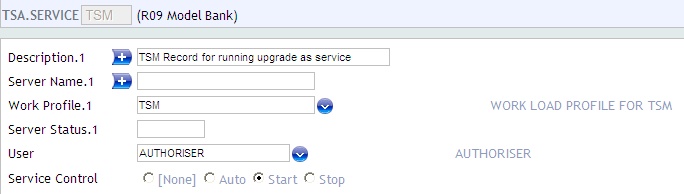 TSA.SERVICE TSM (R09 Model Bank)
Description.1 TSM Record for running upgrade as service
Server Name.1
Work Profile.1 TSM WORK LOAD PROFILE FOR TSM
Server Status.1
User AUTHORISER AUTHORISER
Service Control [None] Auto Start Stop